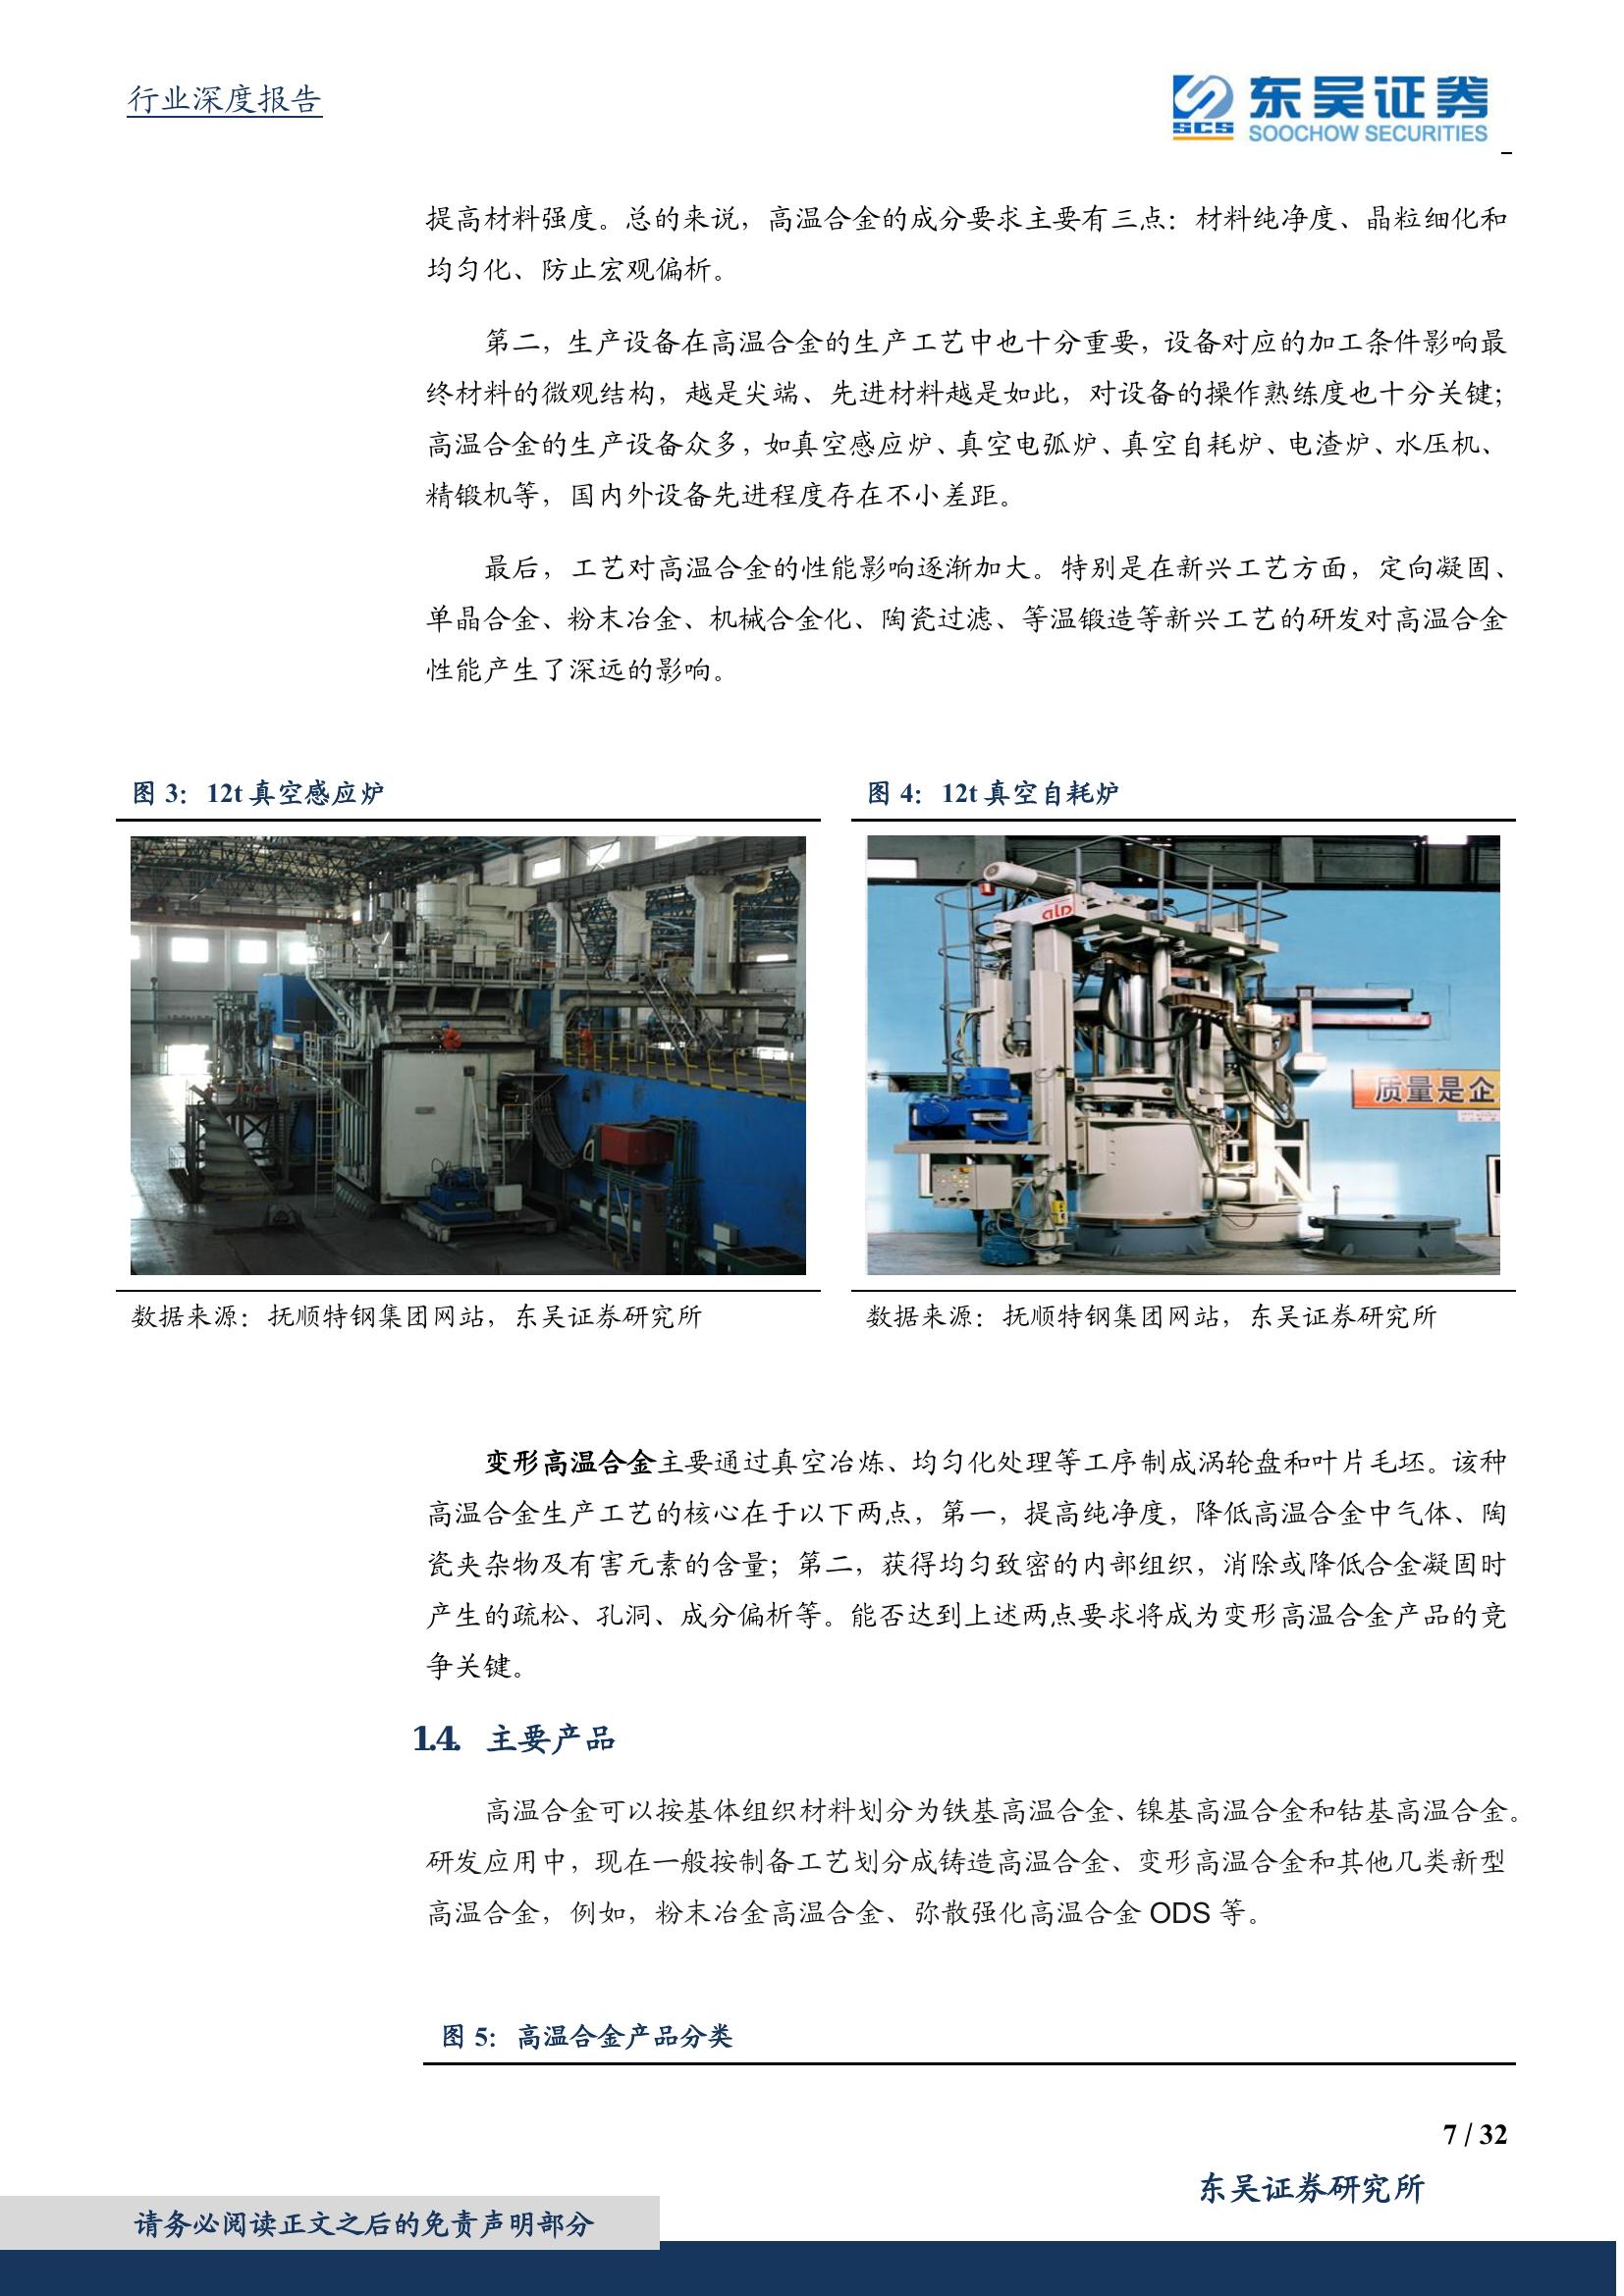 行业深度报告
SCS
东吴证券
SOOCHOW SECURITIES
提高材料强度。总的来说，高温合金的成分要求主要有三点：材料纯净度、晶粒细化和
均匀化、防止宏观偏析。
第二，生产设备在高温合金的生产工艺中也十分重要，设备对应的加工条件影响最
终材料的微观结构，越是尖端、先进材料越是如此，对设备的操作熟练度也十分关键；
高温合金的生产设备众多，如真空感应炉、真空电弧炉、真空自耗炉、电渣炉、水压机、
精锻机等，国内外设备先进程度存在不小差距。
最后，工艺对高温合金的性能影响逐渐加大。特别是在新兴工艺方面，定向凝固、
单晶合金、粉末冶金、机械合金化、陶瓷过滤、等温锻造等新兴工艺的研发对高温合金
性能产生了深远的影响。
图 3：12t 真空感应炉
图 4：12t 真空自耗炉
ALD
质量是企
数据来源：抚顺特钢集团网站，东吴证券研究所
数据来源：抚顺特钢集团网站，东吴证券研究所
变形高温合金主要通过真空冶炼、均匀化处理等工序制成涡轮盘和叶片毛坯。该种
高温合金生产工艺的核心在于以下两点，第一，提高纯净度，降低高温合金中气体、陶
瓷夹杂物及有害元素的含量；第二，获得均匀致密的内部组织，消除或降低合金凝固时
产生的疏松、孔洞、成分偏析等。能否达到上述两点要求将成为变形高温合金产品的竞
争关键。
1.4. 主要产品
高温合金可以按基体组织材料划分为铁基高温合金、镍基高温合金和钴基高温合金。
研发应用中，现在一般按制备工艺划分成铸造高温合金、变形高温合金和其他几类新型
高温合金，例如，粉末冶金高温合金、弥散强化高温合金 ODS 等。
图 5：高温合金产品分类
7 / 32
东吴证券研究所
请务必阅读正文之后的免责声明部分